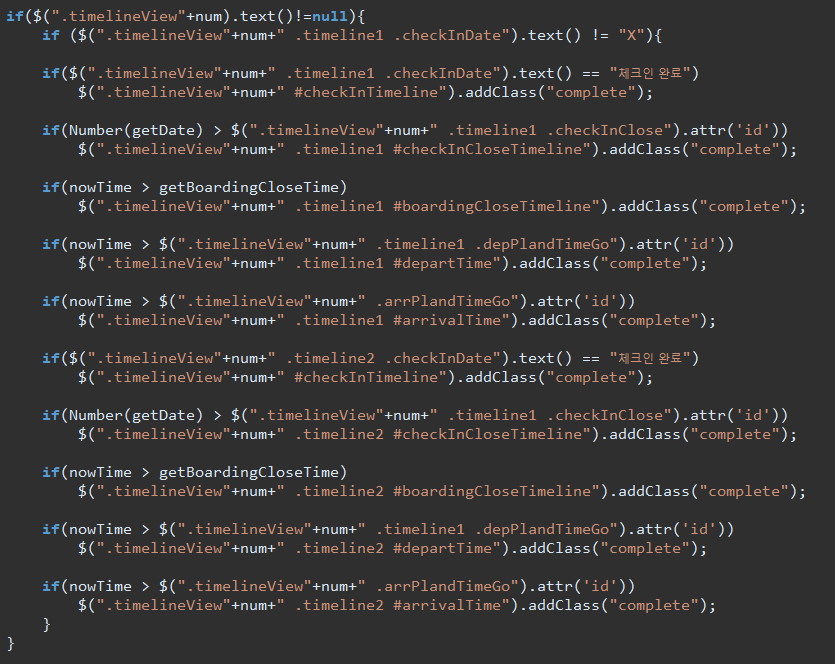 if($(".timelineView"+num).text()!=null){
if ($(".timelineView"+num+" .timeline1 .checkInDate").text() != "X"){
if($(".timelineView"+num+" .timeline1 .checkInDate").text() == "체크인 완료")
$(".timelineView"+num+" #checkInTimeline").addClass("complete");
if(Number(getDate) > $(".timelineView"+num+" .timeline1 .checkInClose").attr('id'))
$(".timelineView"+num+" .timeline1 #checkInCloseTimeline").addClass("complete");
if(nowTime > getBoardingCloseTime)
$(".timelineView"+num+" .timeline1 #boardingCloseTimeline").addClass("complete");
if(nowTime > $(".timelineView"+num+" .timeline1 .depPlandTimeGo").attr('id'))
$(".timelineView"+num+" .timeline1 #departTime").addClass("complete");
if(nowTime > $(".timelineView"+num+" .arrPlandTimeGo").attr('id'))
$(".timelineView"+num+" .timeline1 #arrivalTime").addClass("complete");
if($(".timelineView"+num+" .timeline2 .checkInDate").text() == "체크인 완료")
$(".timelineView"+num+" #checkInTimeline").addClass("complete");
if(Number(getDate) > $(".timelineView"+num+" .timeline1 .checkInClose").attr('id'))
$(".timelineView"+num+" .timeline2 #checkInCloseTimeline").addClass("complete");
if(nowTime > getBoardingCloseTime)
$(".timelineView"+num+" .timeline2 #boardingCloseTimeline").addClass("complete");
if(nowTime > $(".timelineView"+num+" .timeline1 .depPlandTimeGo").attr('id'))
$(".timelineView"+num+" .timeline2 #departTime").addClass("complete");
if(nowTime > $(".timelineView"+num+" .arrPlandTimeGo").attr('id'))
$(".timelineView"+num+" .timeline2 #arrivalTime").addClass("complete");
}
}